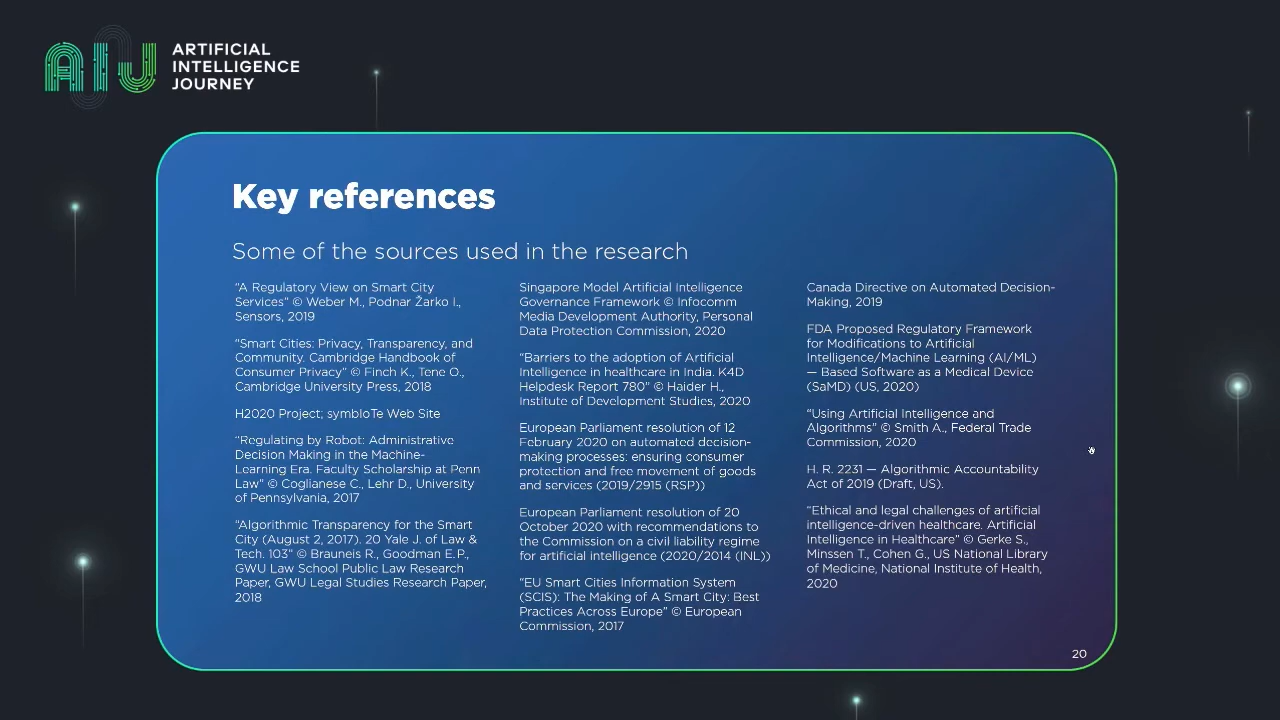 AIJ
ARTIFICIAL
INTELLIGENCE
JOURNEY
Key references
Some of the sources used in the research
"A Regulatory View on Smart City
Services" © Weber M., Podnar Žarko I.,
Sensors, 2019
"Smart Cities: Privacy, Transparency, and
Community. Cambridge Handbook of
Consumer Privacy" © Finch K., Tene O.,
Cambridge University Press, 2018
H2020 Project; symbIoTe Web Site
"Regulating by Robot: Administrative
Decision Making in the Machine-
Learning Era. Faculty Scholarship at Penn
Law" © Coglianese C., Lehr D., University
of Pennsylvania, 2017
"Algorithmic Transparency for the Smart
City (August 2, 2017). 20 Yale J. of Law &
Tech. 103" © Brauneis R., Goodman E.P.,
GWU Law School Public Law Research
Paper, GWU Legal Studies Research Paper,
2018
Singapore Model Artificial Intelligence
Governance Framework © Infocomm
Media Development Authority, Personal
Data Protection Commission, 2020
"Barriers to the adoption of Artificial
Intelligence in healthcare in India. K4D
Helpdesk Report 780" © Haider H.,
Institute of Development Studies, 2020
European Parliament resolution of 12
February 2020 on automated decision-
making processes: ensuring consumer
protection and free movement of goods
and services (2019/2915 (RSP))
European Parliament resolution of 20
October 2020 with recommendations to
the Commission on a civil liability regime
for artificial intelligence (2020/2014 (INL))
"EU Smart Cities Information System
(SCIS): The Making of A Smart City: Best
Practices Across Europe" © European
Commission, 2017
Canada Directive on Automated Decision-
Making, 2019
FDA Proposed Regulatory Framework
for Modifications to Artificial
Intelligence/Machine Learning (AI/ML)
— Based Software as a Medical Device
(SaMD) (US, 2020)
"Using Artificial Intelligence and
Algorithms" © Smith A., Federal Trade
Commission, 2020
H. R. 2231 — Algorithmic Accountability
Act of 2019 (Draft, US).
"Ethical and legal challenges of artificial
intelligence-driven healthcare. Artificial
Intelligence in Healthcare" © Gerke S.,
Minssen T., Cohen G., US National Library
of Medicine, National Institute of Health,
2020
20